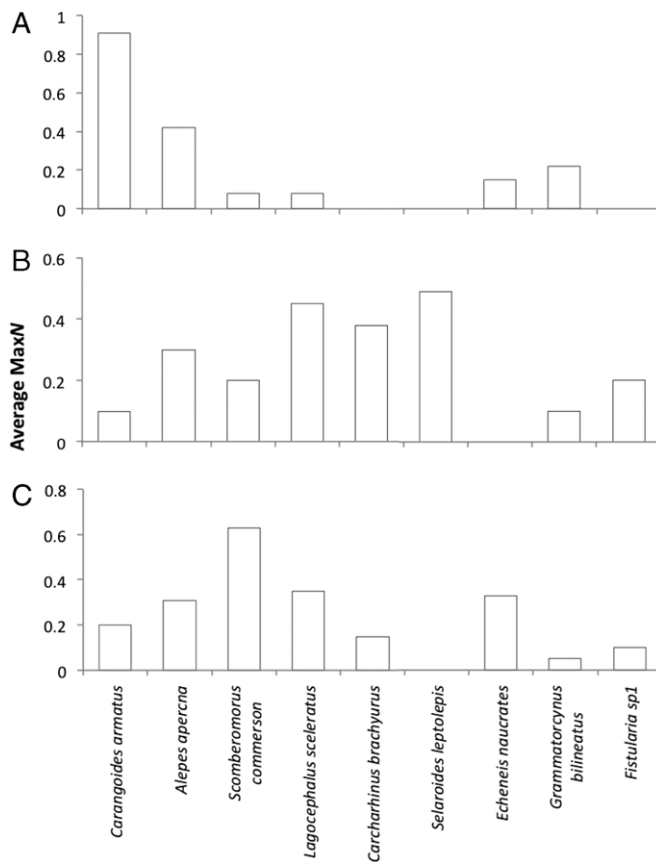 A
1
0.8
0.6
0.4
0.2
0
B
0.6
0.4
0.2
0
C
0.8
0.6
0.4
0.2
0
Average MaxN
Carangoides armatus
Alepes apercna
Scomberomorus
commerson
Lagocephalus sceleratus
Carcharhinus brachyurus
Selaroides leptolepis
Echeneis naucrates
Grammatorcynus
bilineatus
Fistularia sp1